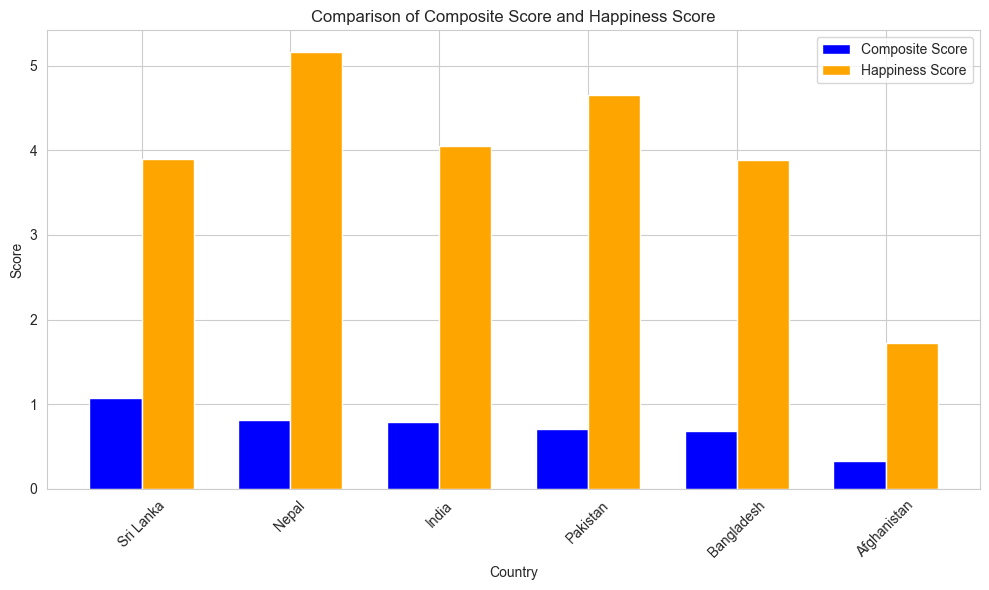 Comparison of Composite Score and Happiness Score
Composite Score
Happiness Score
Score
5
4
3
2
1
0
Sri Lanka
Nepal
India
Pakistan
Bangladesh
Afghanistan
Country